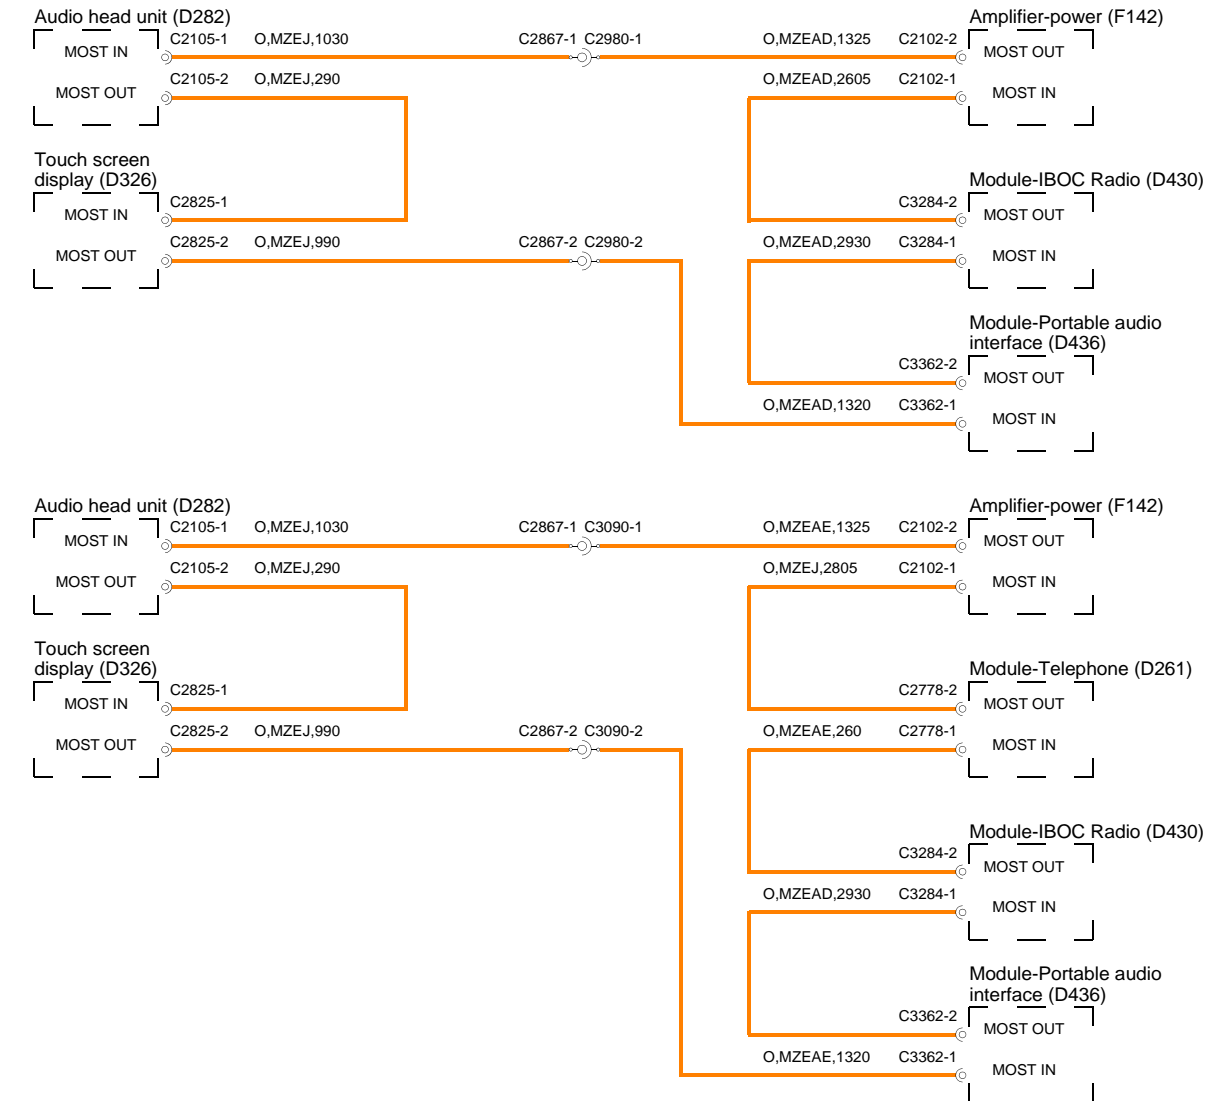 Audio head unit (D282)
Amplifier-power (F142)
C2105-1 O,MZEJ,1030 C2867-1 C2980-1 O,MZEAD,1325 C2102-2
MOST IN MOST OUT
C2105-2 O,MZEJ,290 O,MZEAD,2605 C2102-1
MOST OUT MOST IN
Touch screen
display (D326)
Module-IBOC Radio (D430)
C2825-1 C3284-2
MOST IN MOST OUT
C2825-2 O,MZEJ,990 C2867-2 C2980-2 O,MZEAD,2930 C3284-1
MOST OUT MOST IN
Module-Portable audio
interface (D436)
C3362-2
MOST OUT
O,MZEAD,1320 C3362-1
MOST IN
Audio head unit (D282)
Amplifier-power (F142)
C2105-1 O,MZEJ,1030 C2867-1 C3090-1 O,MZEAE,1325 C2102-2
MOST IN MOST OUT
C2105-2 O,MZEJ,290 O,MZEJ,2805 C2102-1
MOST OUT MOST IN
Touch screen
display (D326)
Module-Telephone (D261)
C2825-1 C2778-2
MOST IN MOST OUT
C2825-2 O,MZEJ,990 C2867-2 C3090-2 O,MZEAE,260 C2778-1
MOST OUT MOST IN
Module-IBOC Radio (D430)
C3284-2
MOST OUT
O,MZEAD,2930 C3284-1
MOST IN
Module-Portable audio
interface (D436)
C3362-2
MOST OUT
O,MZEAE,1320 C3362-1
MOST IN